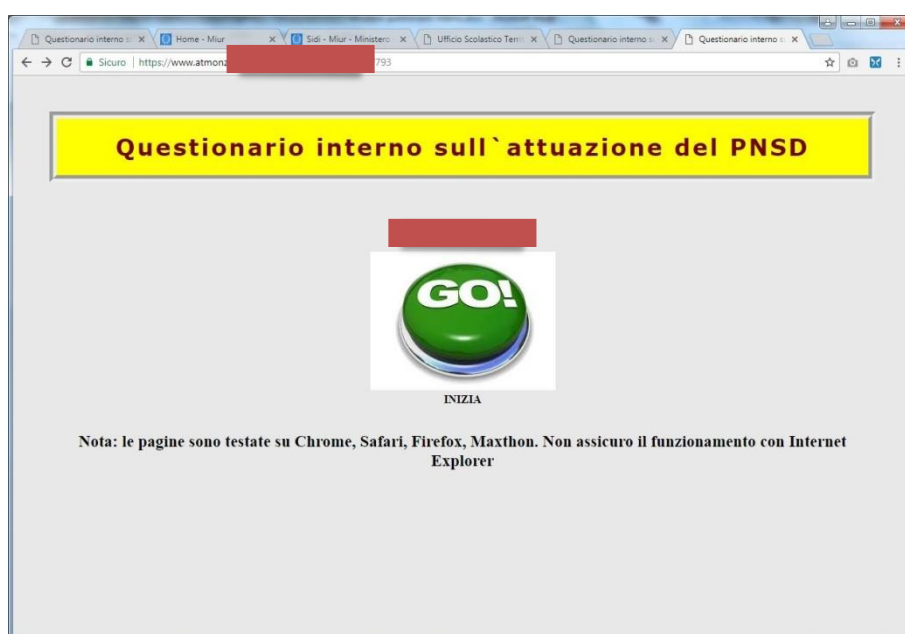 Questionario interno s
Home - Miur
Sidi - Miur - Ministero
Ufficio Scolastico Terri
Questionario interno s
Questionario interno s
Sicuro | https://www.atmonz
793
Questionario interno sull`attuazione del PNSD
GO!
INIZIA
Nota: le pagine sono testate su Chrome, Safari, Firefox, Maxthon. Non assicuro il funzionamento con Internet
Explorer